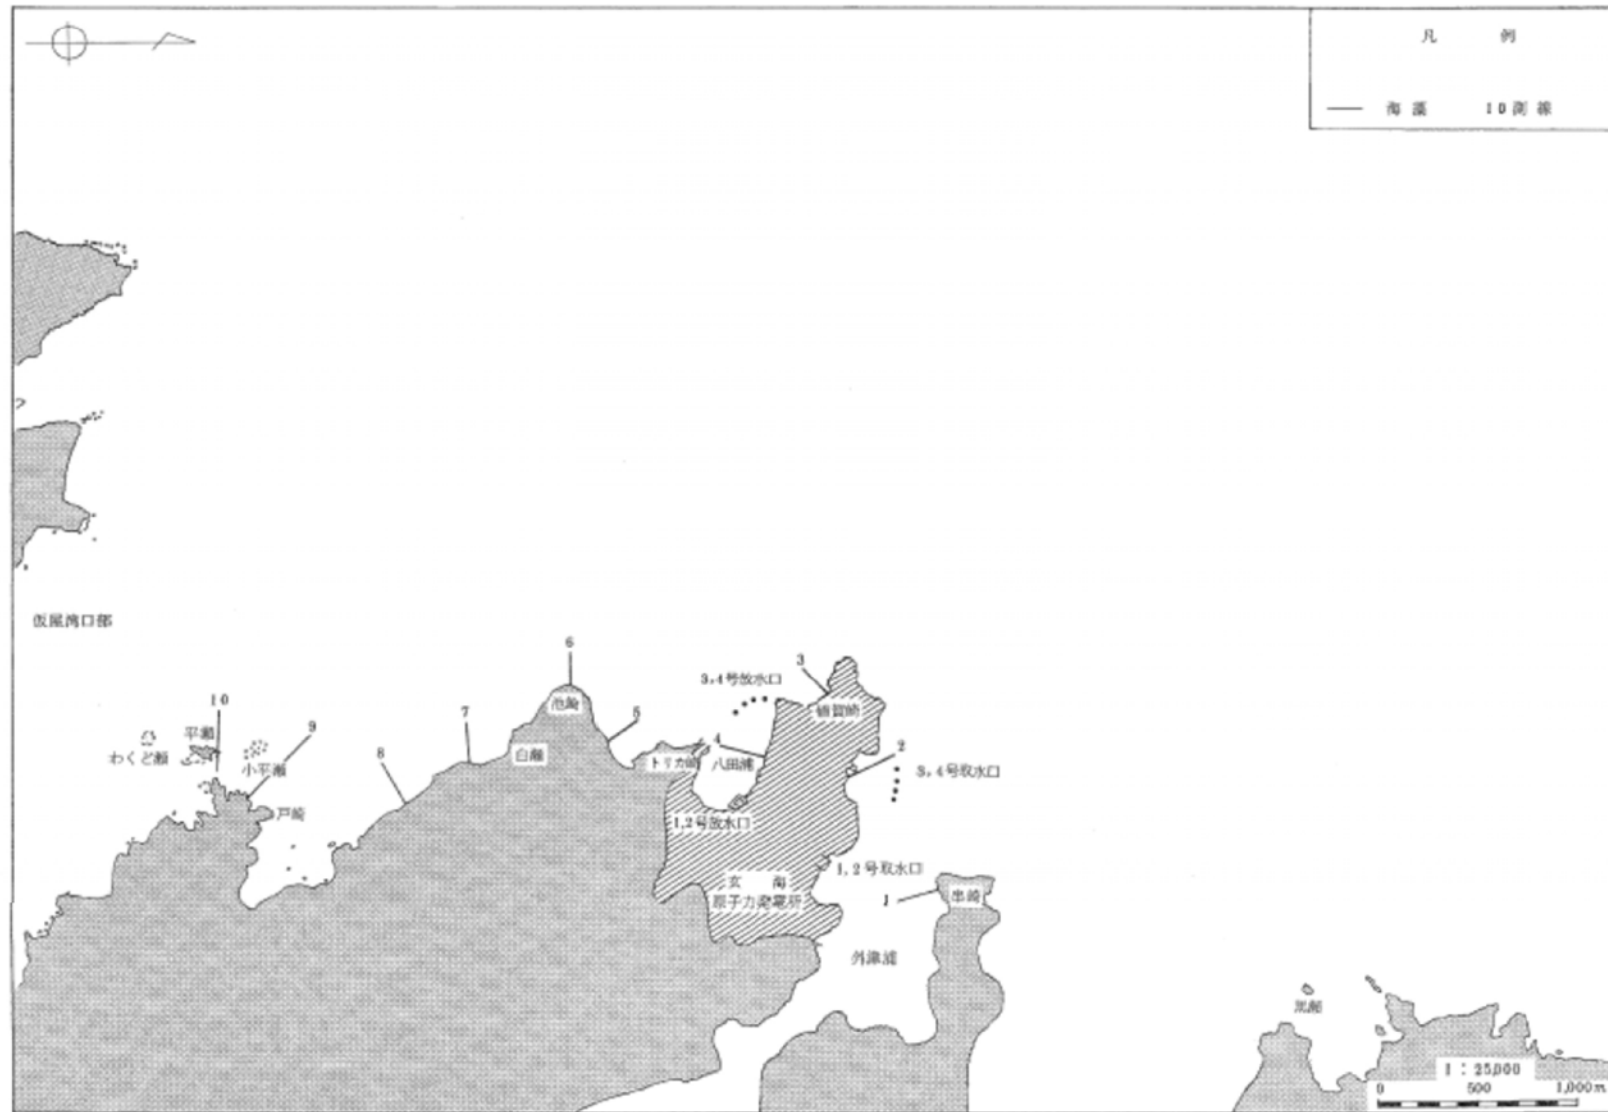 凡 例
海藻 10測線
仮屋湾口部
6
3,4号放水口
3
10
7
池崎
値賀崎
平瀬
9
5
4
2
わくど瀬
小平瀬
8
白瀬
トリカ崎
八田浦
3,4号取水口
戸崎
1,2号放水口
1,2号取水口
玄海
原子力発電所
1
串崎
外津浦
黒瀬
1:25,000
0 500 1,000m